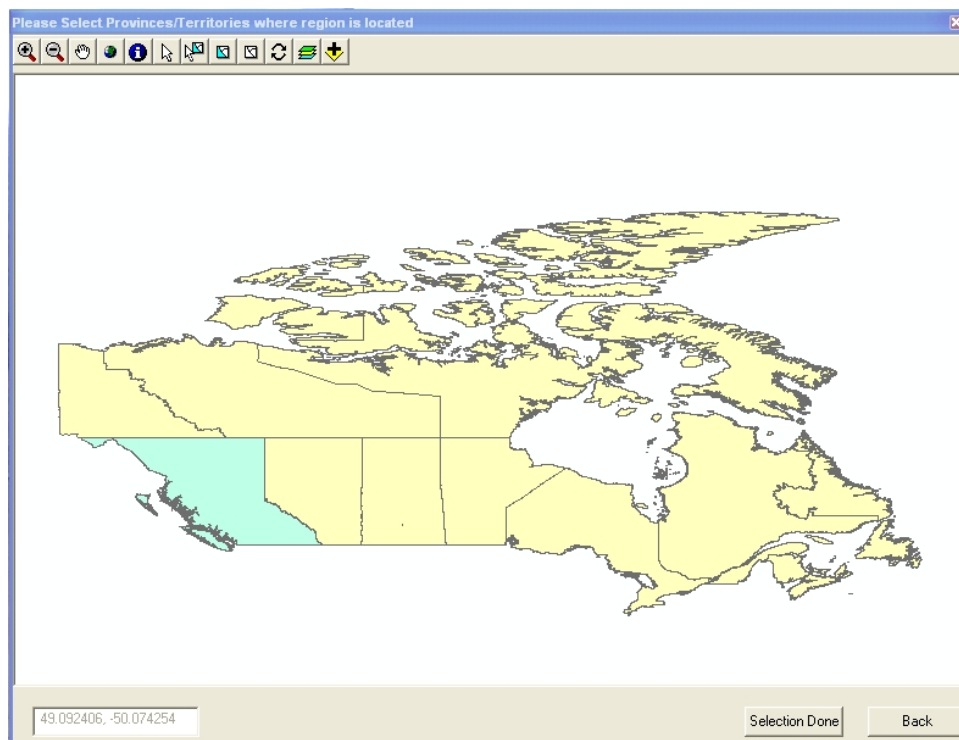 Please Select Provinces/Territories where region is located
49.092406, -50.074254
Selection Done
Back